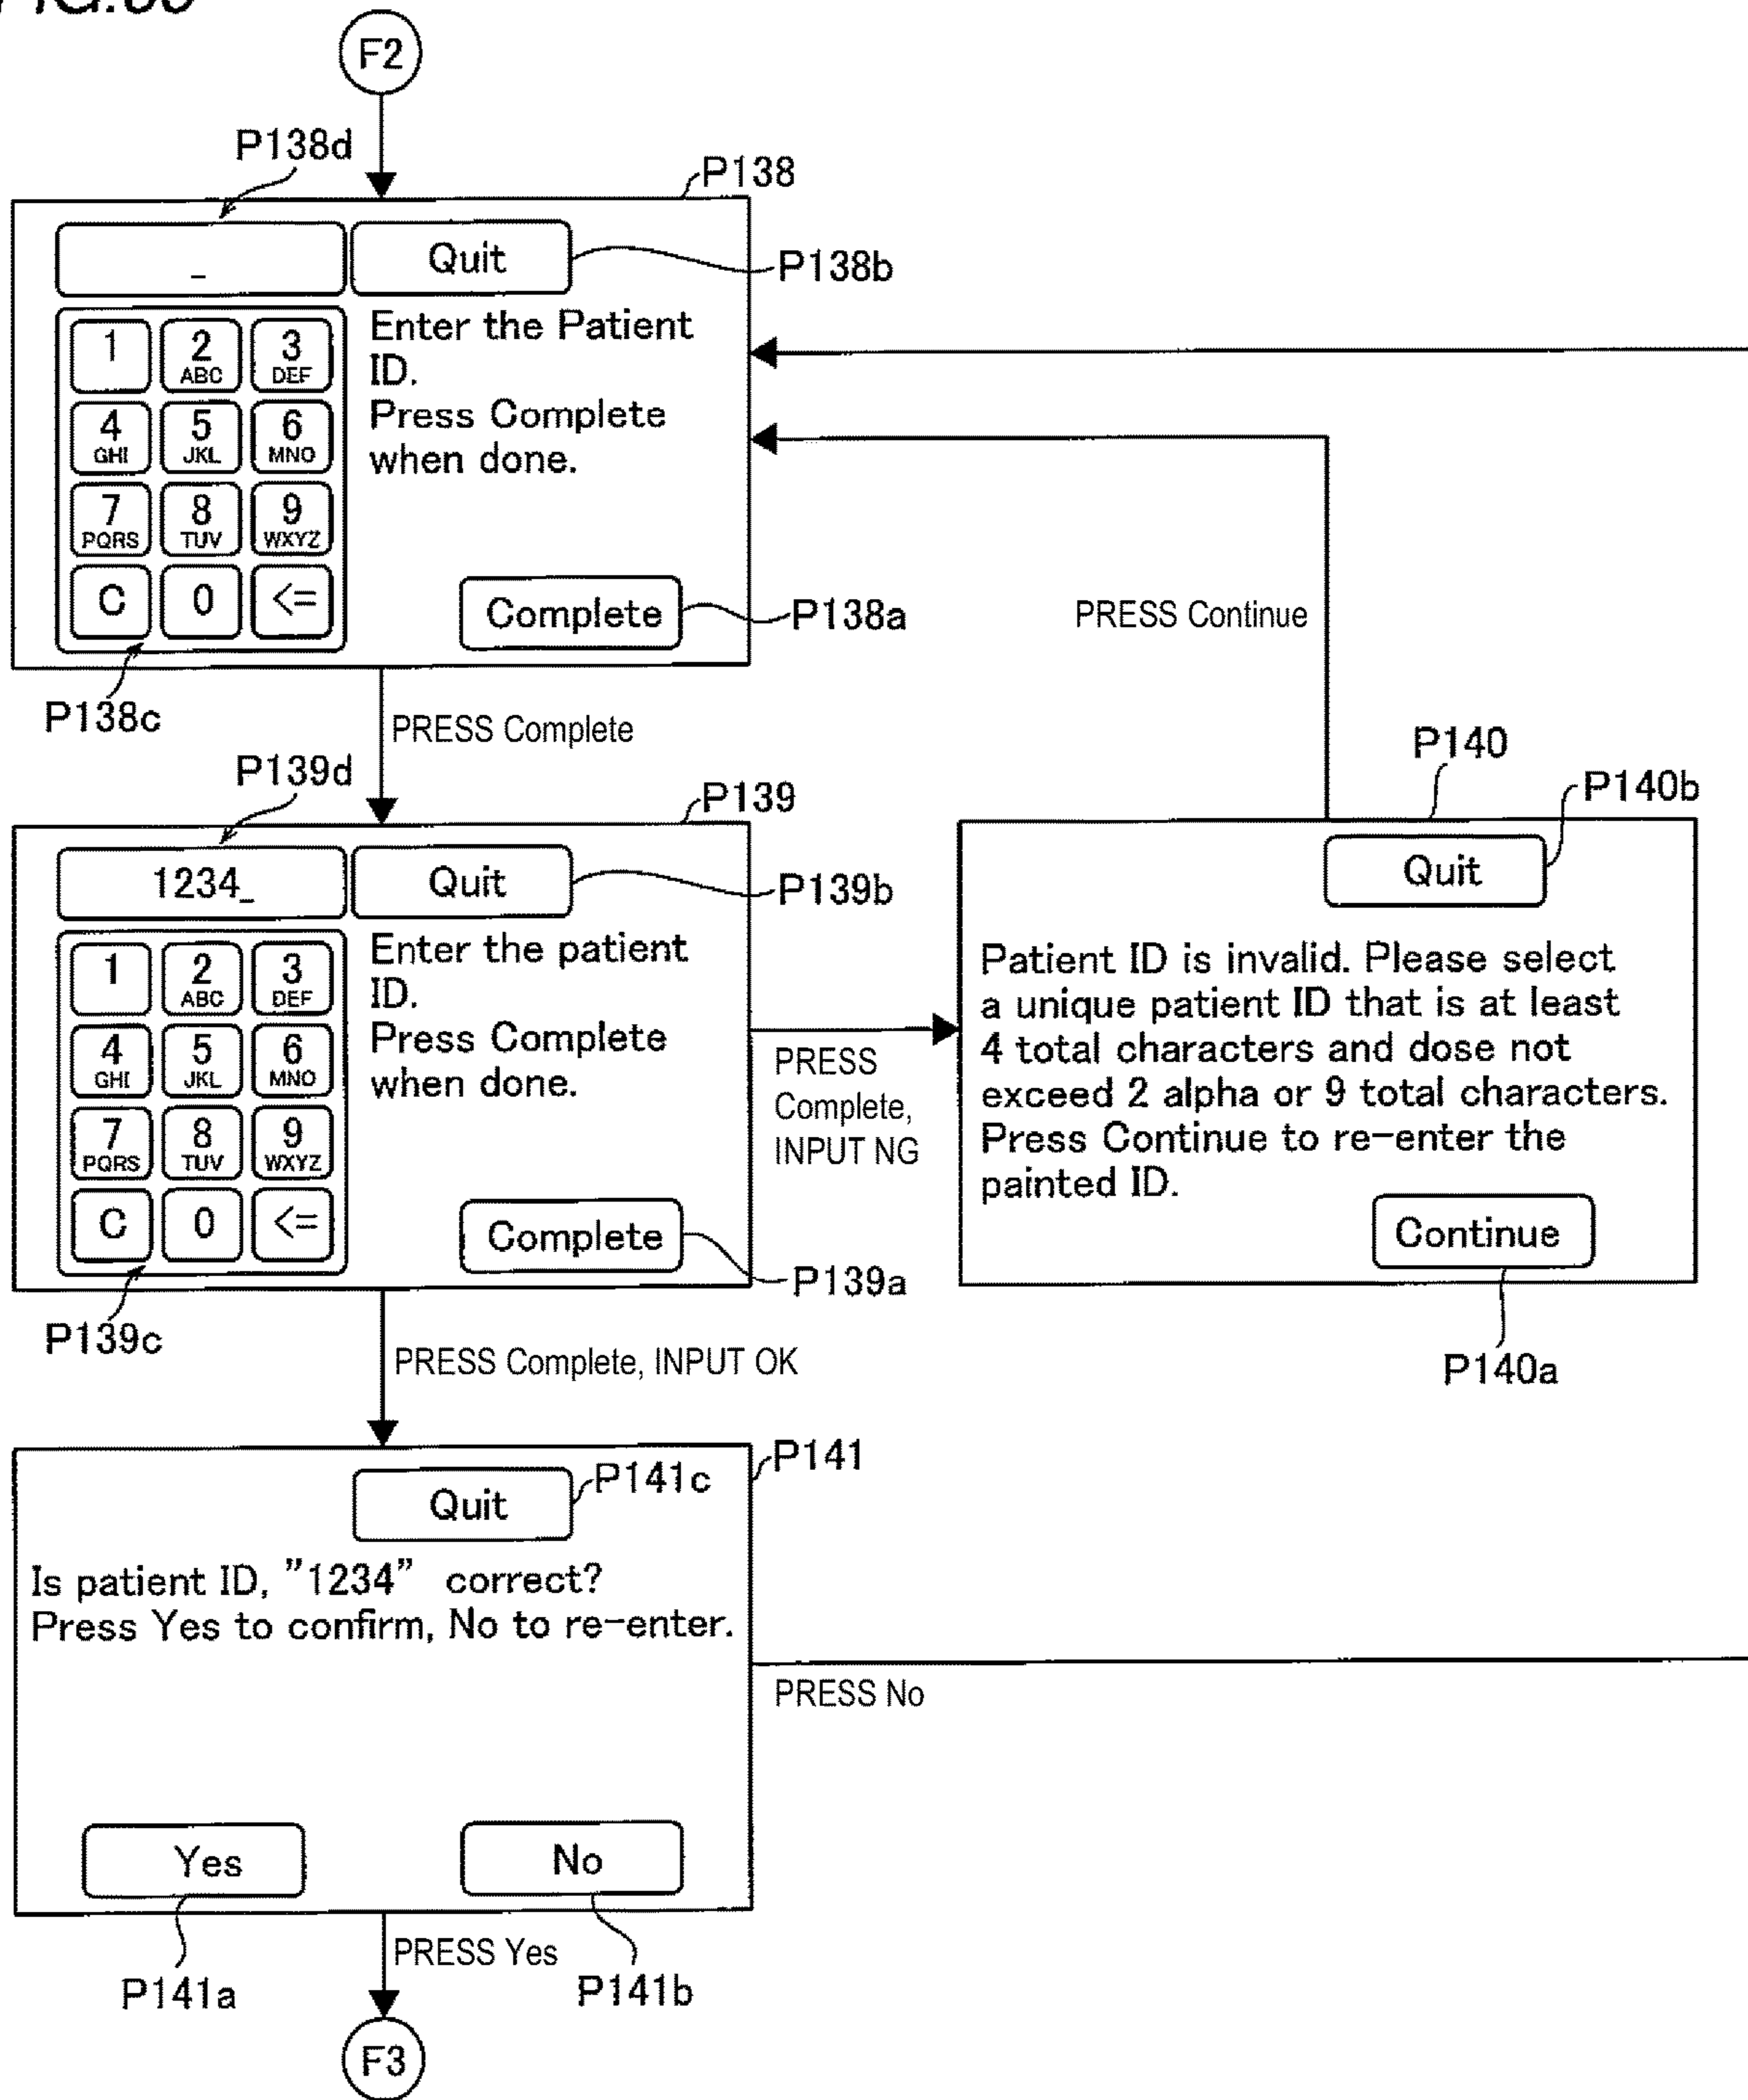 FIG.
F2
P138d
P138
_
Quit
P138b
1
2
ABC
3
DEF
4
GHI
5
JKL
6
MNO
7
PQRS
8
TUV
9
WXYZ
C
0
<=
Enter the Patient
ID.
Press Complete
when done.
Complete
P138a
P138c
PRESS Continue
PRESS Complete
P139d
P139
1234_
Quit
P139b
1
2
ABC
3
DEF
4
GHI
5
JKL
6
MNO
7
PQRS
8
TUV
9
WXYZ
C
0
<=
Enter the patient
ID.
Press Complete
when done.
Complete
P139a
P139c
PRESS
Complete,
INPUT NG
P140
P140b
Quit
Patient ID is invalid. Please select
a unique patient ID that is at least
4 total characters and dose not
exceed 2 alpha or 9 total characters.
Press Continue to re-enter the
painted ID.
Continue
P140a
PRESS Complete, INPUT OK
P141
Quit
P141c
Is patient ID, ”1234” correct?
Press Yes to confirm, No to re-enter.
PRESS No
Yes
No
P141a
PRESS Yes
P141b
F3